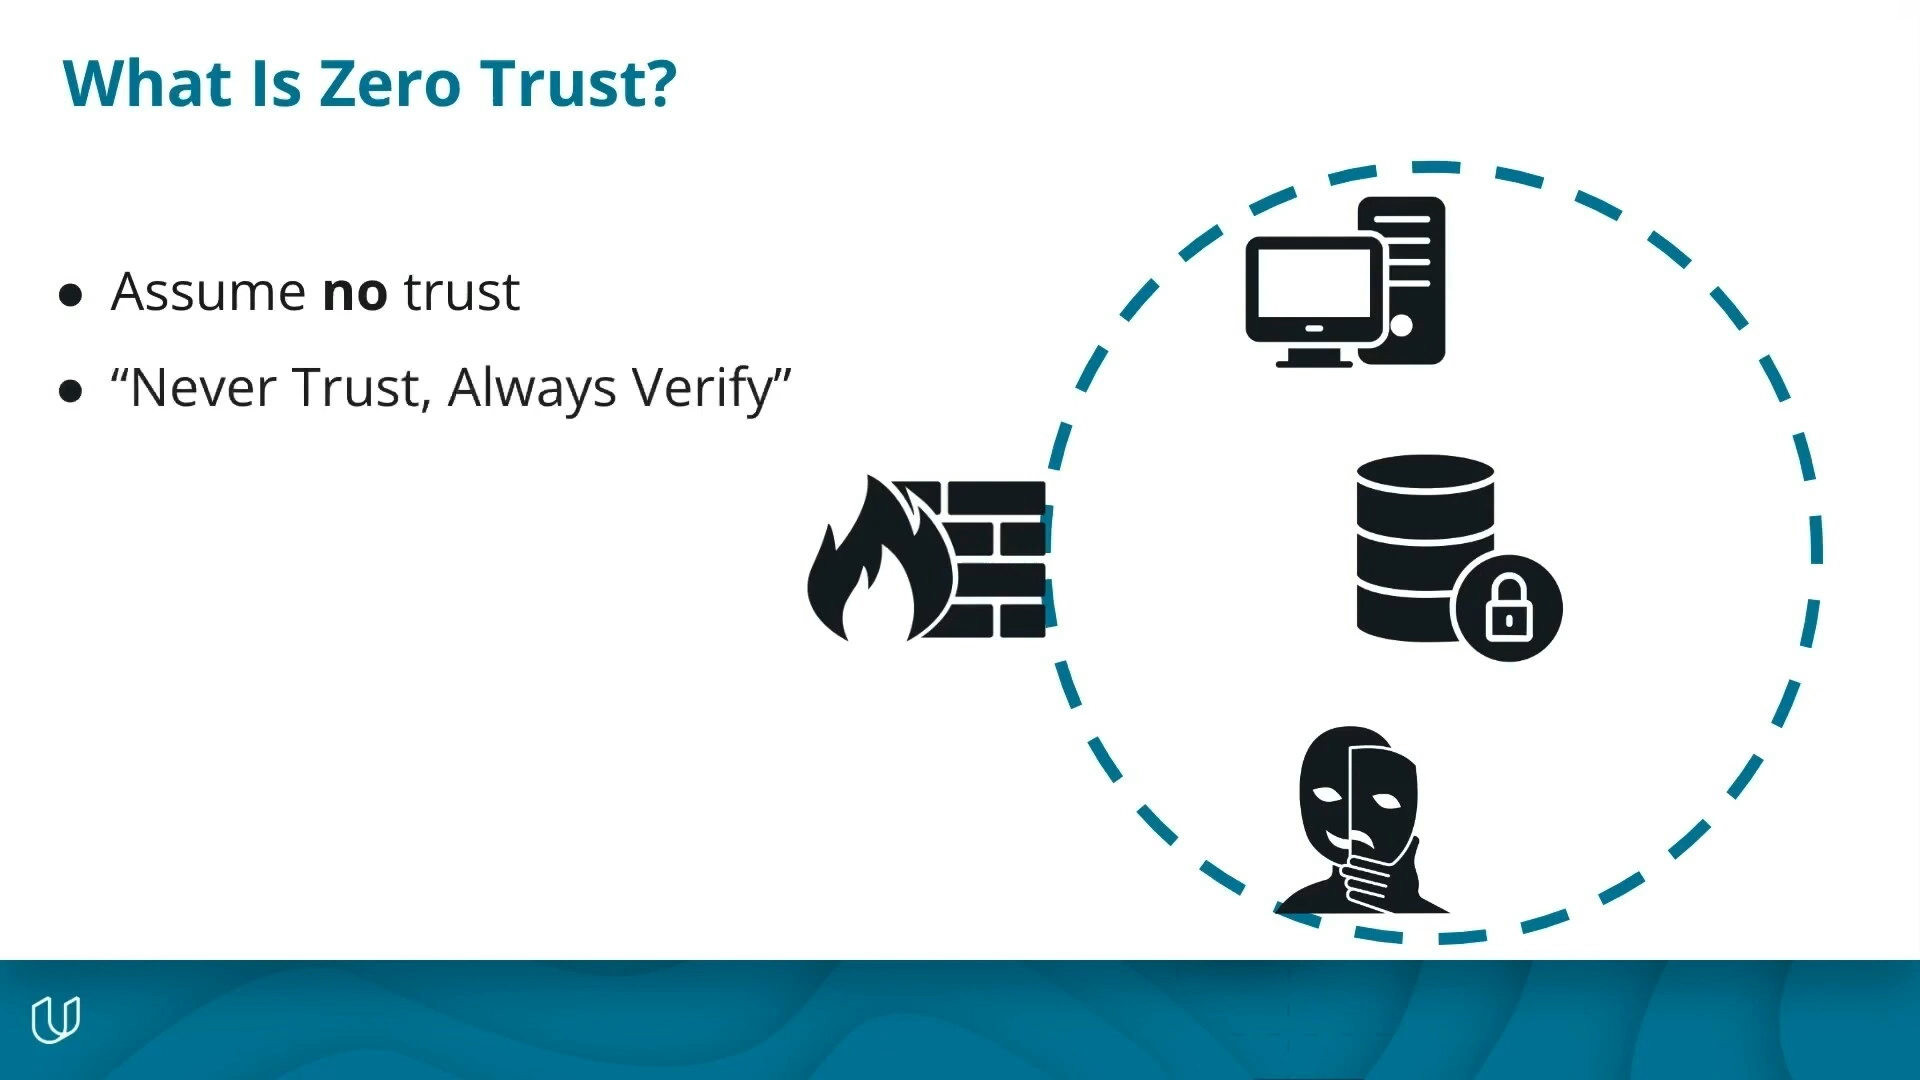 What Is Zero Trust?
● Assume no trust
● “Never Trust, Always Verify”